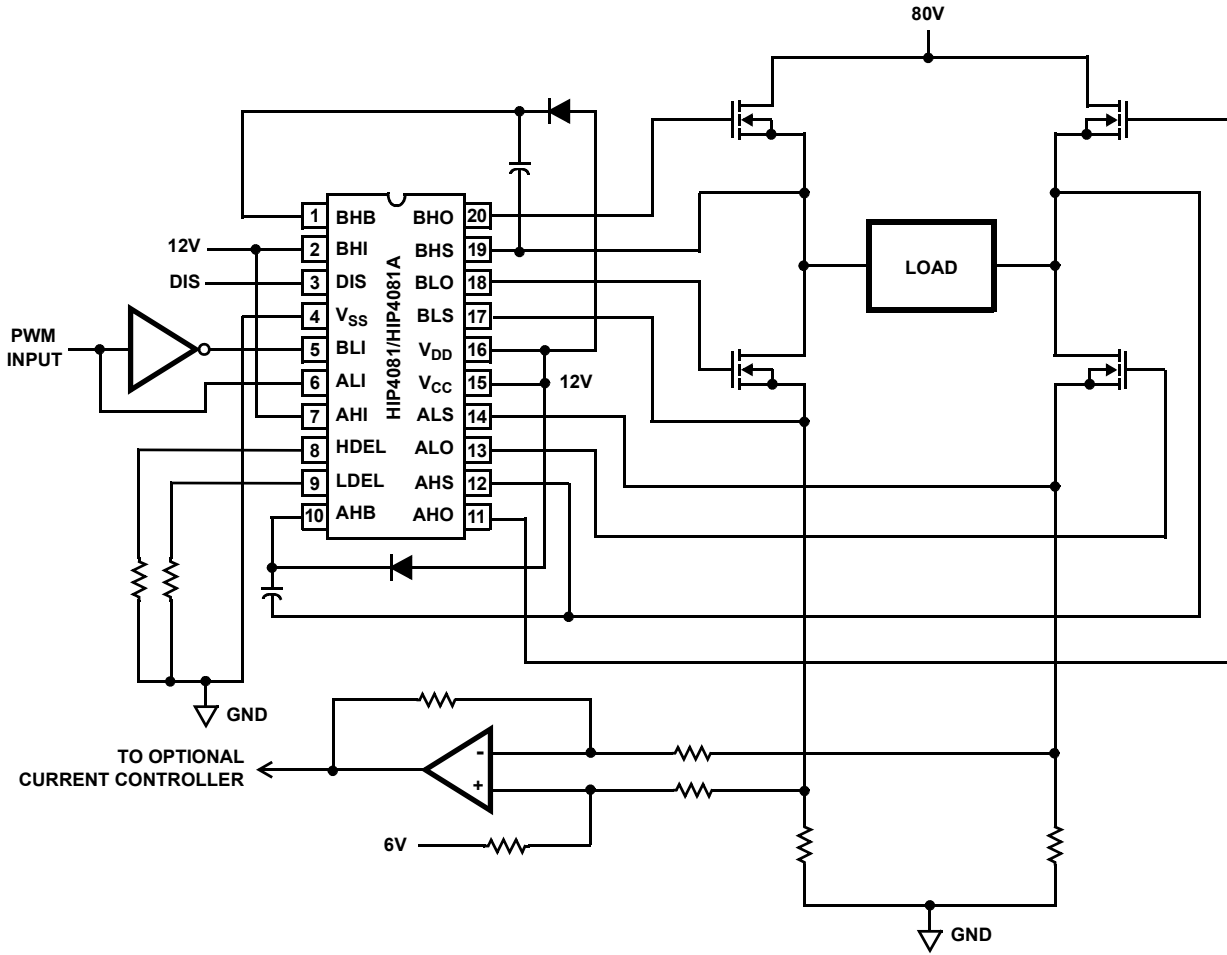 80V
12V
DIS
PWM
INPUT
1 BHB BHO 20
2 BHI BHS 19
3 DIS BLO 18
4 VSS BLS 17
5 BLI VDD 16
6 ALI VCC 15
7 AHI ALS 14
8 HDEL ALO 13
9 LDEL AHS 12
10 AHB AHO 11
HIP4081/HIP4081A
12V
LOAD
GND
TO OPTIONAL
CURRENT CONTROLLER
-
+
6V
GND